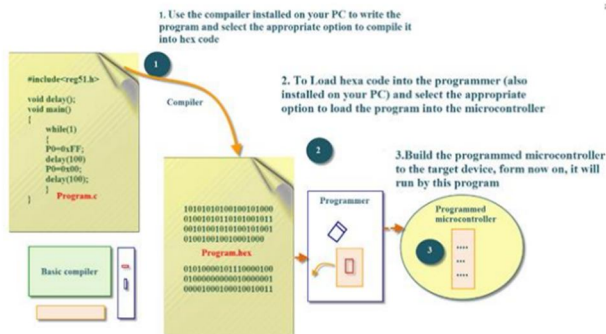 1. Use the compailer installed on your PC to write the
program and select the appropriate option to compile it
into hex code
1
#include<reg51.h>
void delay();
void main()
{
while(1)
{
P0=0xFF;
delay(100)
P0=0x00;
delay(100);
}
}
Program.c
Compiler
2. To Load hexa code into the programmer (also
installed on your PC) and select the appropriate
option to load the program into the microcontroller
2
3.Build the programmed microcontroller
to the target device, form now on, it will
run by this program
10101010100100101000
01001010110101001011
00101001010100101001
01001001001001000
Program.hex
01010000101110000100
01000000000010000001
00001000100010010011
Programmer
Programmed
microcontroller
3
Basic compiler